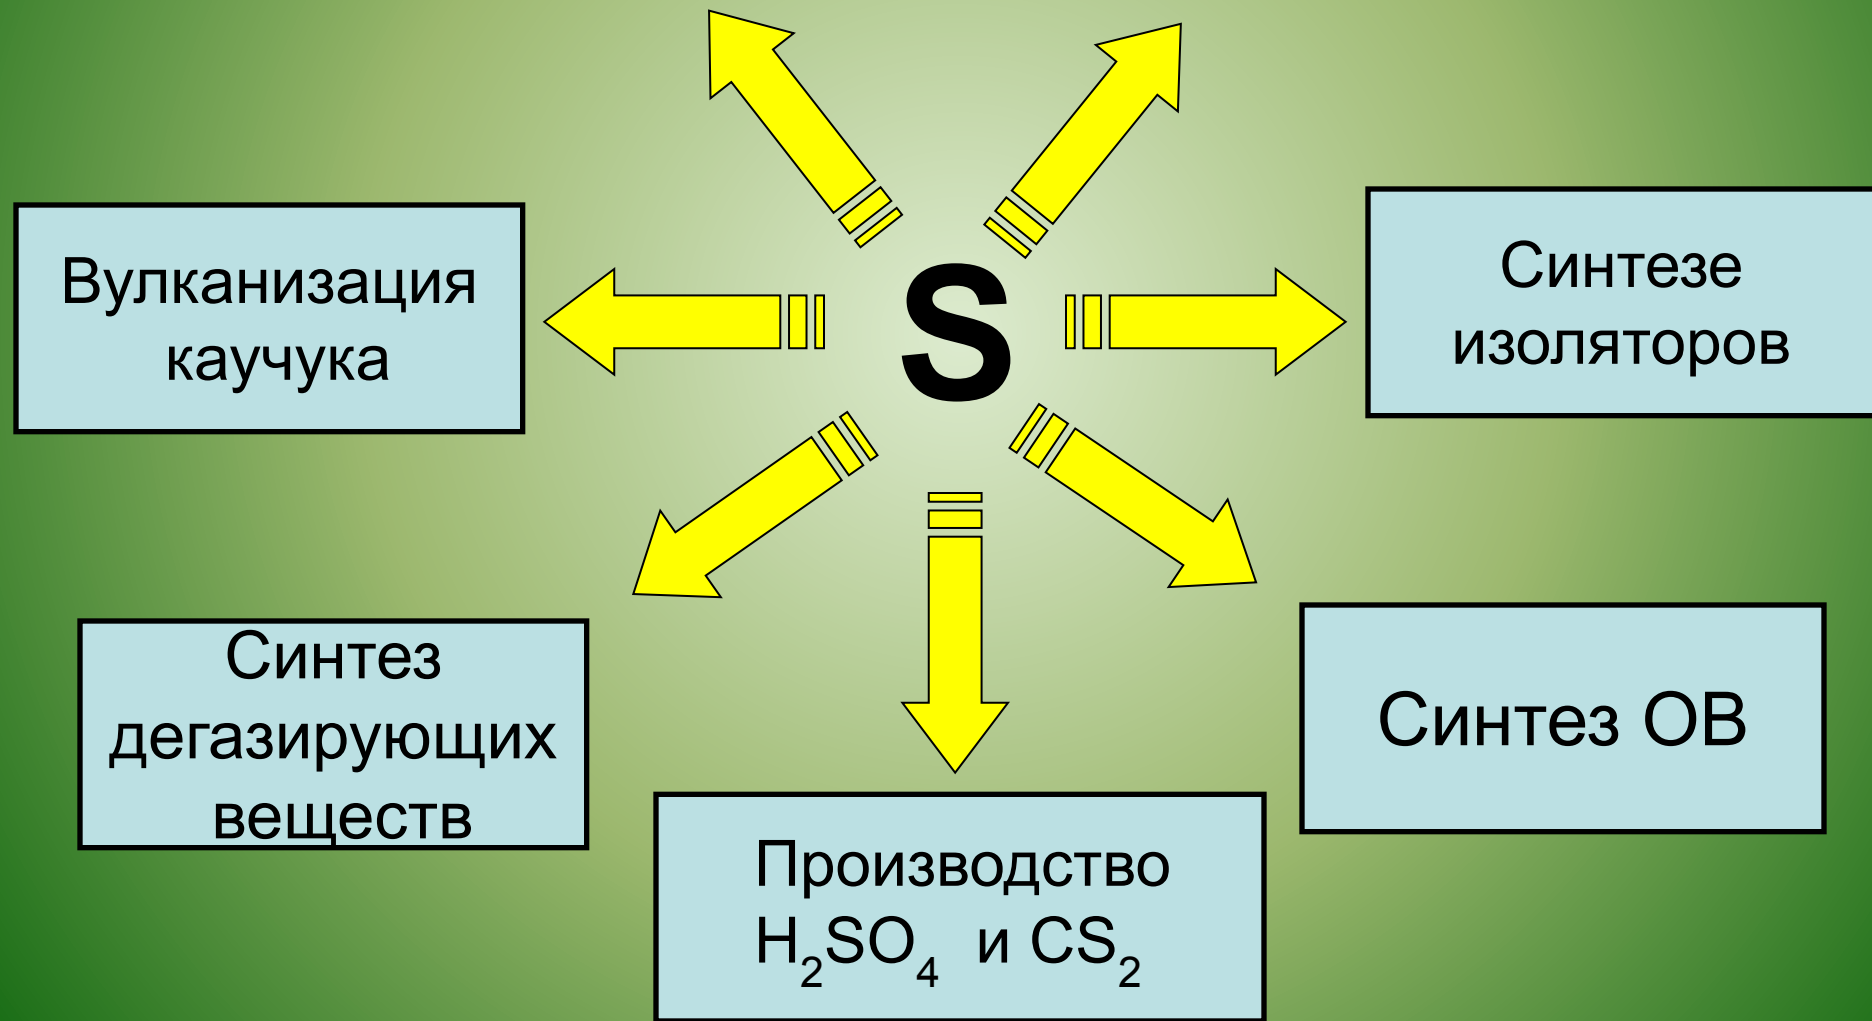 S
Вулканизация
каучука
Синтезе
изоляторов
Синтез
дегазирующих
веществ
Синтез ОВ
Производство
H₂SO₄ и CS₂